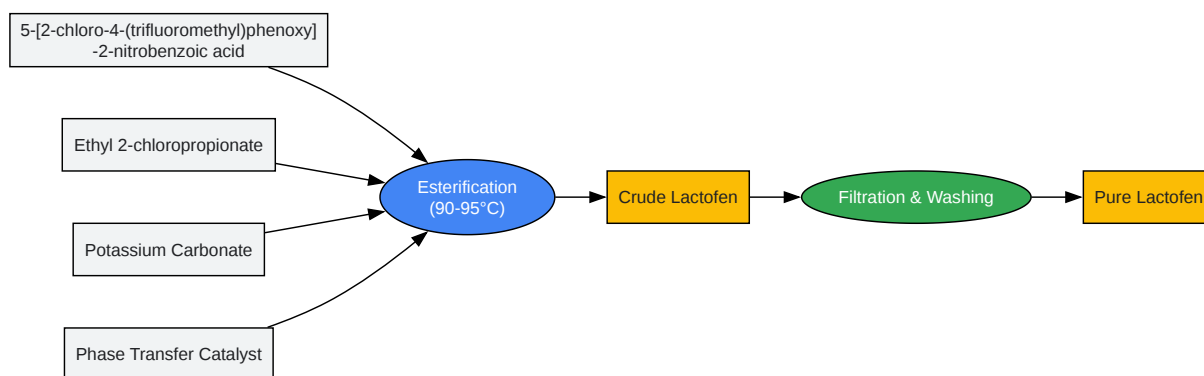 5-[2-chloro-4-(trifluoromethyl)phenoxy]
-2-nitrobenzoic acid
Ethyl 2-chloropropionate
Potassium Carbonate
Phase Transfer Catalyst
Esterification
(90-95°C)
Crude Lactofen
Filtration & Washing
Pure Lactofen